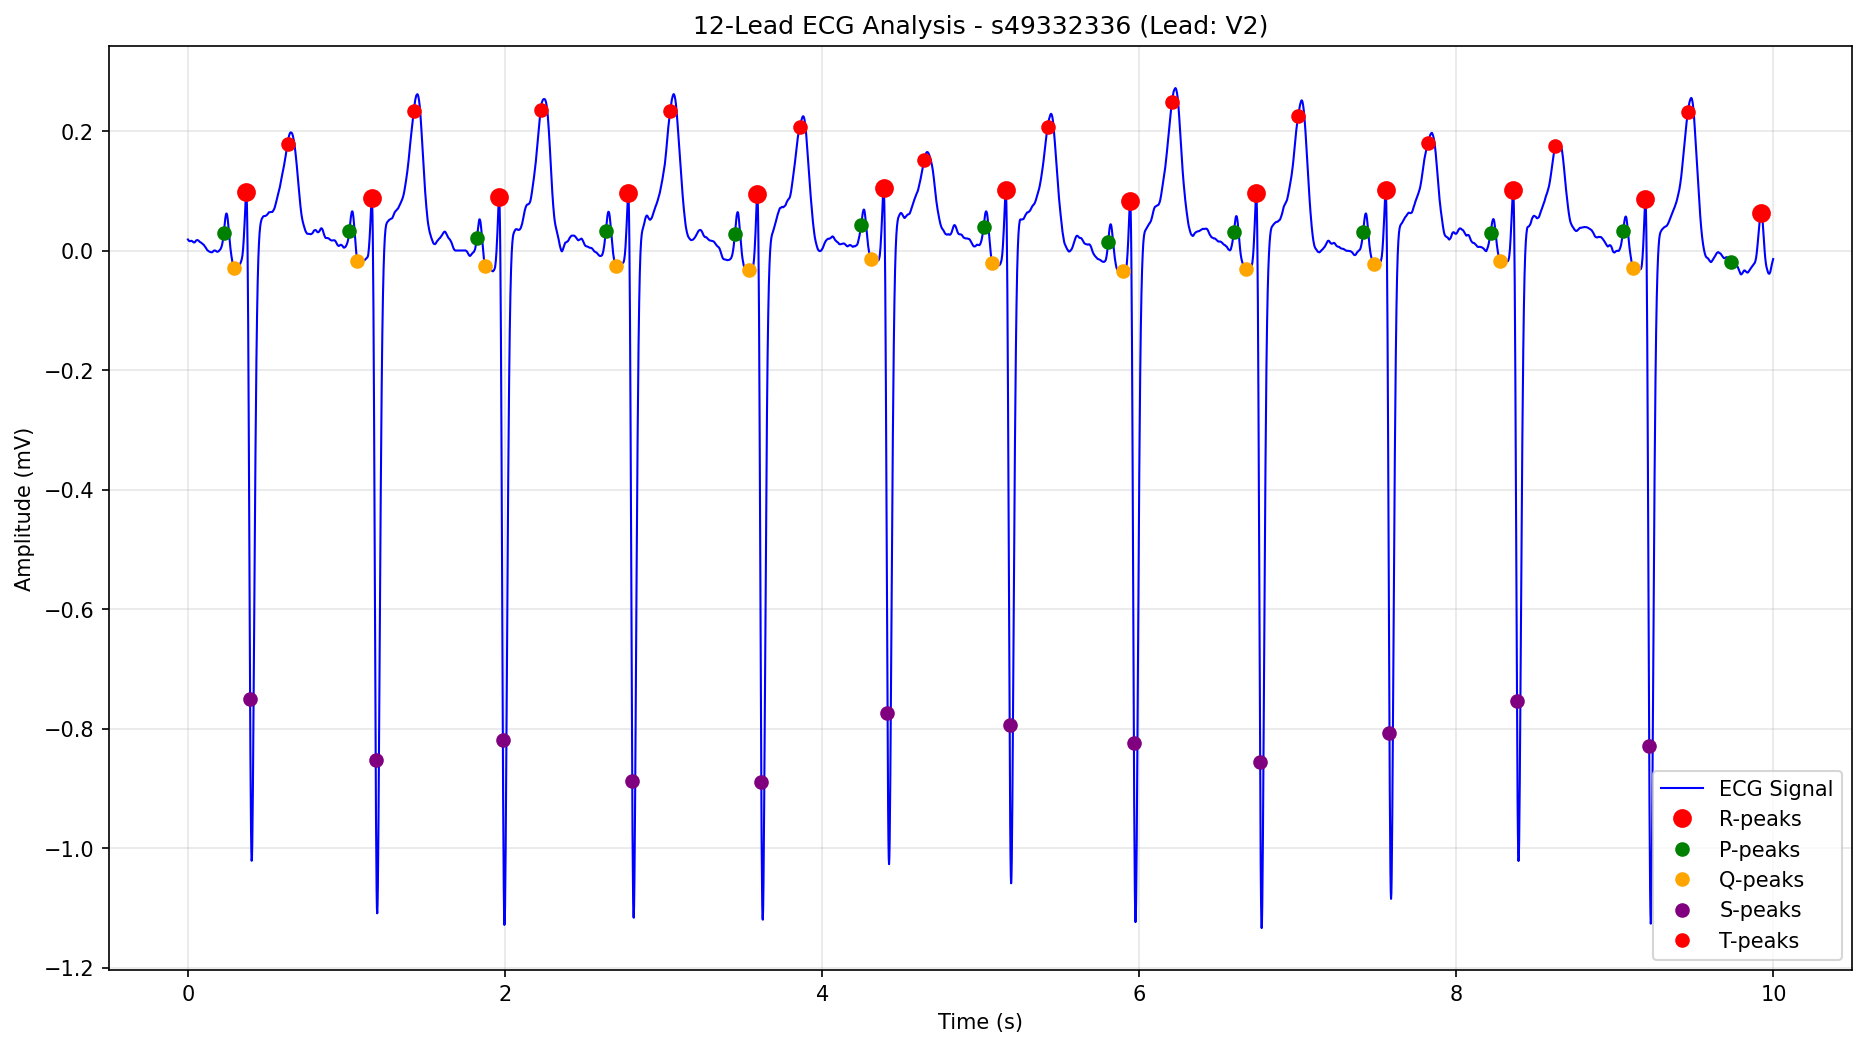 12-Lead ECG Analysis - s49332336 (Lead: V2)
Amplitude (mV)
0.2
0.0
−0.2
−0.4
−0.6
−0.8
−1.0
−1.2
ECG Signal
R-peaks
P-peaks
Q-peaks
S-peaks
T-peaks
0 2 4 6 8 10
Time (s)